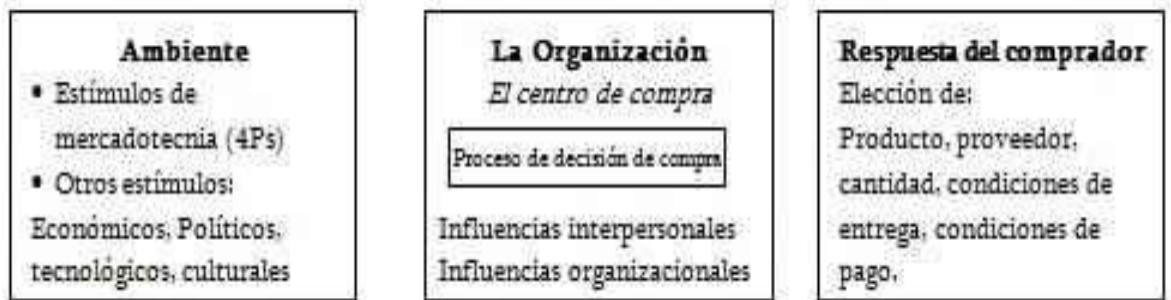 Ambiente
• Estímulos de
mercadotecnia (4Ps)
• Otros estímulos:
Económicos, Políticos,
tecnológicos, culturales
La Organización
El centro de compra
Proceso de decisión de compra
Influencias interpersonales
Influencias organizacionales
Respuesta del comprador
Elección de:
Producto, proveedor,
cantidad, condiciones de
entrega, condiciones de
pago.